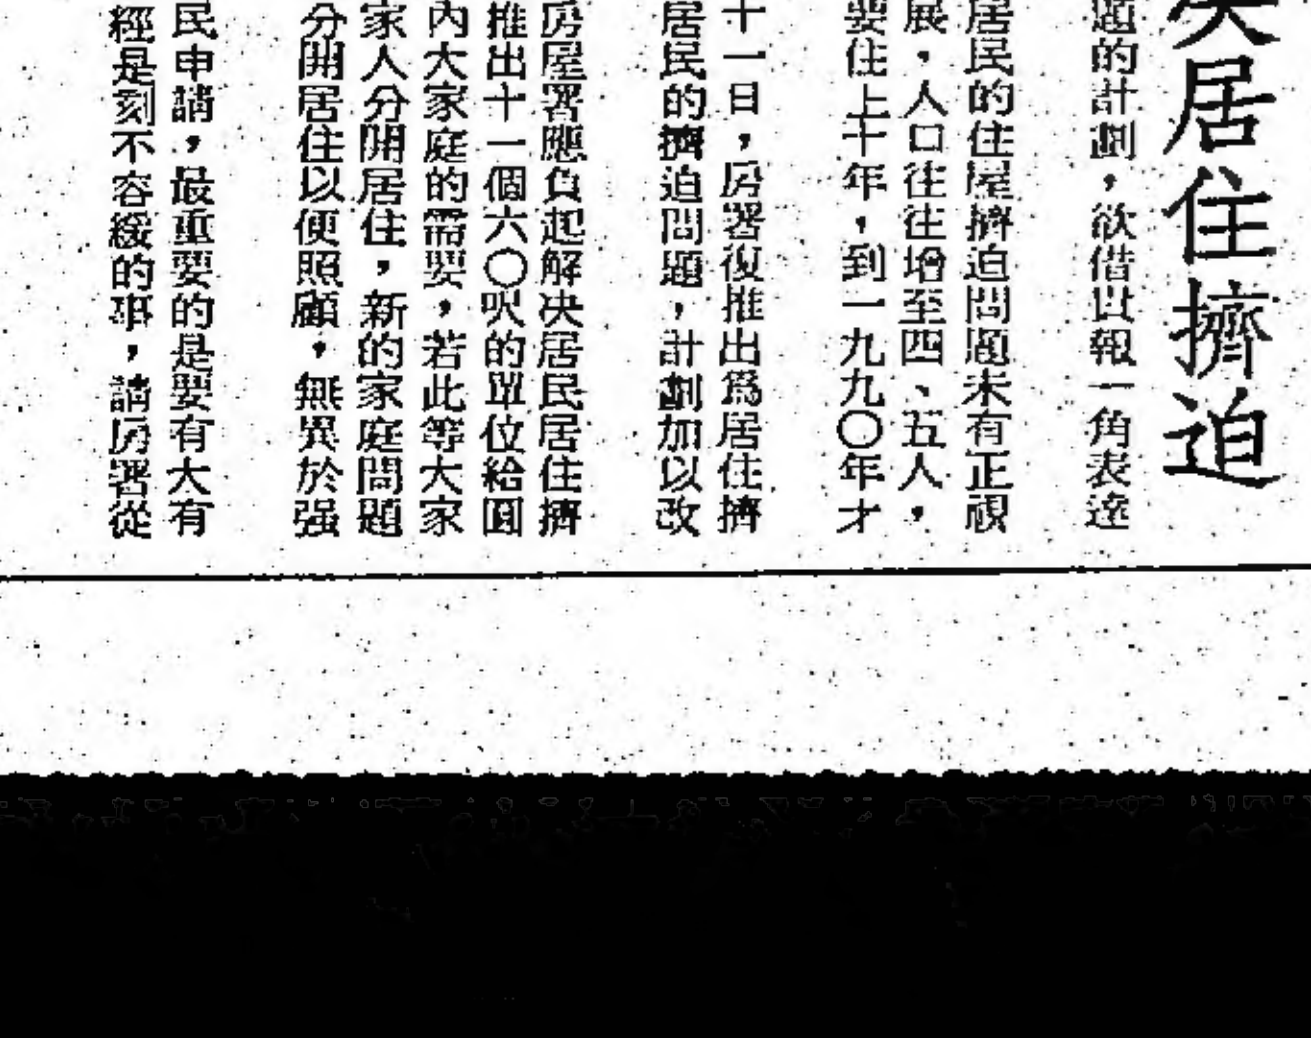 居住擠迫
題的計劃，欲借貴報一角表達
居民的住屋擠迫問題未有正視
展，人口往往增至四、五人，
要住上十年，到一九九〇年才
十一日，房署復推出為居住擠
居民的擠迫問題，計劃加以改
房屋署應負起解決居民居住擠
推出十一個六〇呎的單位給圓
內大家庭的需要，若此等大家
家人分開居住，新的家庭問題
分開居住以便照顧，無異於强
民申請，最重要的是要有大有
經是刻不容緩的事，請房署從